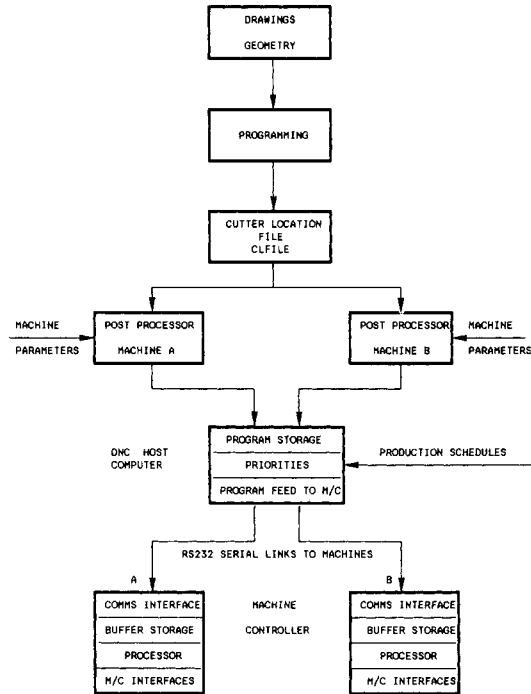 DRAWINGS
GEOMETRY
PROGRAMMING
CUTTER LOCATION
FILE
CLFILE
MACHINE
PARAMETERS
POST PROCESSOR
MACHINE A
POST PROCESSOR
MACHINE B
MACHINE
PARAMETERS
DNC HOST
COMPUTER
PROGRAM STORAGE
PRIORITIES
PROGRAM FEED TO M/C
PRODUCTION SCHEDULES
RS232 SERIAL LINKS TO MACHINES
A
B
COMMS INTERFACE
BUFFER STORAGE
PROCESSOR
M/C INTERFACES
MACHINE
CONTROLLER
COMMS INTERFACE
BUFFER STORAGE
PROCESSOR
M/C INTERFACES